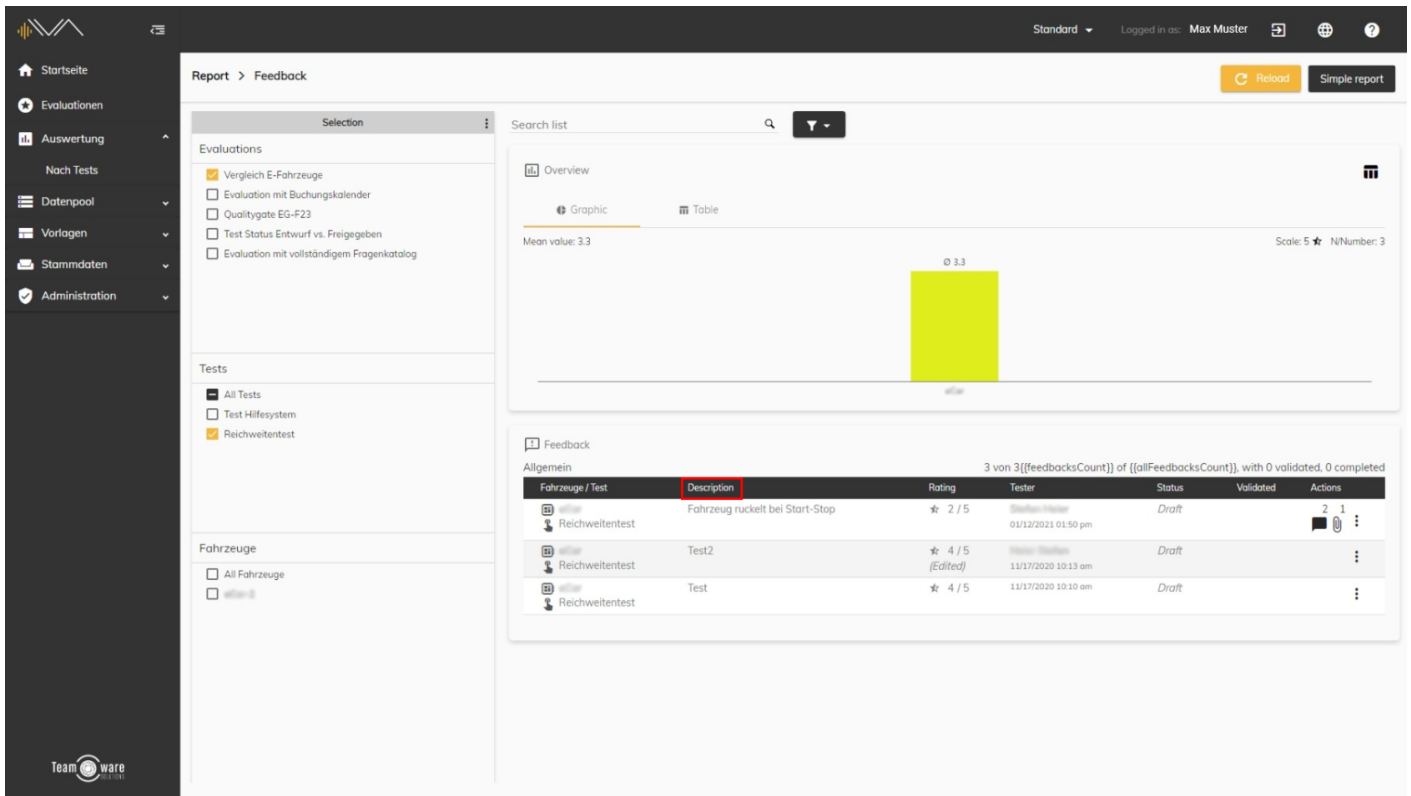 Standard
Logged in as: Max Muster
Startseite
Evaluationen
Auswertung
Nach Tests
Datenpool
Vorlagen
Stammdaten
Administration
Team ware
SOLUTIONS
Report > Feedback
Reload
Simple report
Selection
Evaluations
Vergleich E-Fahrzeuge
Evaluation mit Buchungskalender
Qualitygate EG-F23
Test Status Entwurf vs. Freigegeben
Evaluation mit vollständigem Fragenkatalog
Tests
All Tests
Test Hilfesystem
Reichweitentest
Fahrzeuge
All Fahrzeuge
Search list
Overview
Graphic Table
Mean value: 3.3 Scale: 5 N/Number: 3
Ø 3.3
Feedback
Allgemein 3 von 3{{feedbacksCount}} of {{allFeedbacksCount}}, with 0 validated, 0 completed
Fahrzeuge / Test Description Rating Tester Status Validated Actions
Fahrzeug ruckelt bei Start-Stop 2 / 5 Draft 2 1
Reichweitentest 01/12/2021 01:50 pm
Test2 4 / 5 Draft
Reichweitentest (Edited) 11/17/2020 10:13 am
Test 4 / 5 11/17/2020 10:10 am Draft
Reichweitentest